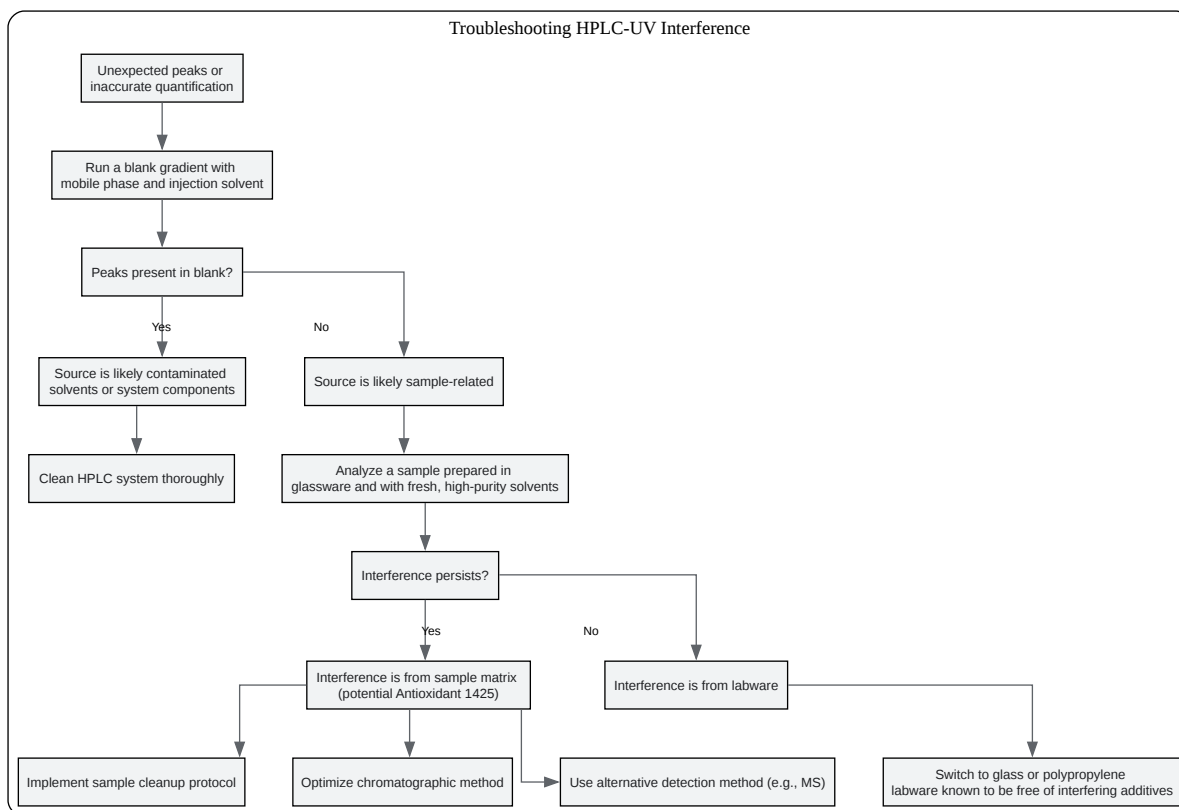 Troubleshooting HPLC-UV Interference
Unexpected peaks or
inaccurate quantification
Run a blank gradient with
mobile phase and injection solvent
Peaks present in blank?
Yes
No
Source is likely contaminated
solvents or system components
Source is likely sample-related
Clean HPLC system thoroughly
Analyze a sample prepared in
glassware and with fresh, high-purity solvents
Interference persists?
Yes
No
Interference is from sample matrix
(potential Antioxidant 1425)
Interference is from labware
Implement sample cleanup protocol
Optimize chromatographic method
Use alternative detection method (e.g., MS)
Switch to glass or polypropylene
labware known to be free of interfering additives